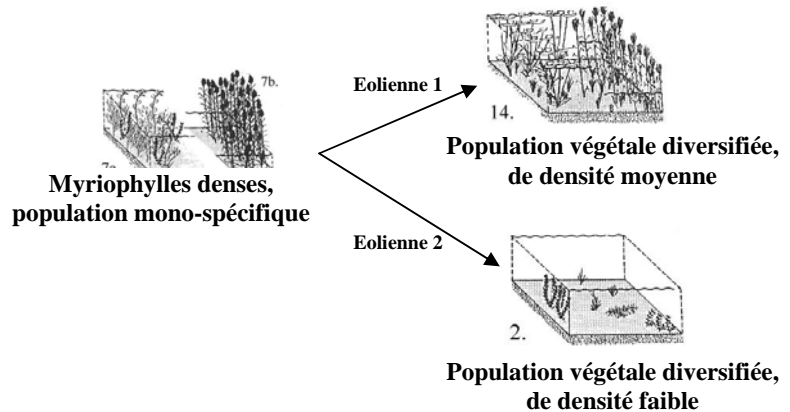 7b.
Myriophylles denses,
population mono-spécifique
Eolienne 1
14.
Population végétale diversifiée,
de densité moyenne
Eolienne 2
2.
Population végétale diversifiée,
de densité faible